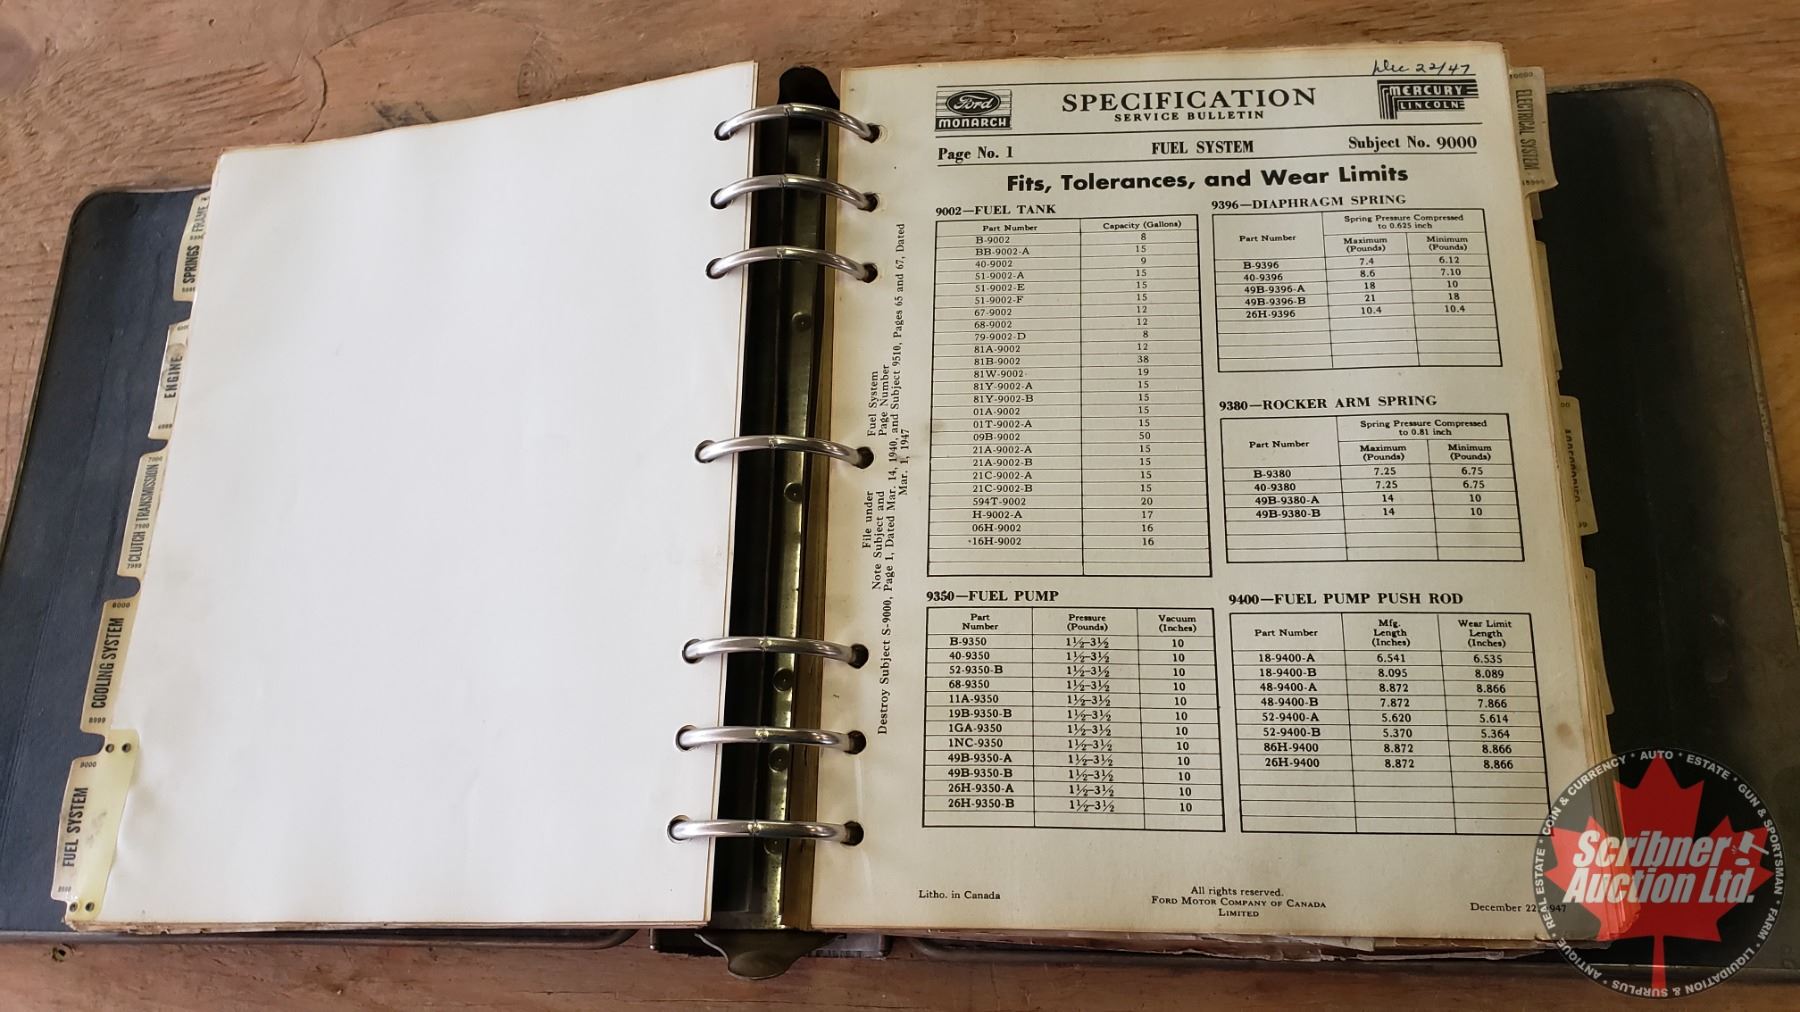 Dec 22/47
Ford
MONARCH
SPECIFICATION
SERVICE BULLETIN
MERCURY
LINCOLN
Page No. 1 FUEL SYSTEM Subject No. 9000
Fits, Tolerances, and Wear Limits
9002—FUEL TANK
Part Number Capacity (Gallons)
B-9002 8
BB-9002-A 15
40-9002 9
51-9002-A 15
51-9002-E 15
51-9002-F 15
67-9002 12
68-9002 12
79-9002-D 8
81A-9002 12
81B-9002 38
81W-9002 19
81Y-9002-A 15
81Y-9002-B 15
01A-9002 15
01T-9002-A 15
09B-9002 50
21A-9002-A 15
21A-9002-B 15
21C-9002-A 15
21C-9002-B 15
594T-9002 20
H-9002-A 17
06H-9002 16
16H-9002 16
9396—DIAPHRAGM SPRING
Part Number
Spring Pressure Compressed
to 0.625 inch
Maximum
(Pounds)
Minimum
(Pounds)
B-9396 7.4 6.12
40-9396 8.6 7.10
49B-9396-A 18 10
49B-9396-B 21 18
26H-9396 10.4 10.4
9380—ROCKER ARM SPRING
Part Number
Spring Pressure Compressed
to 0.81 inch
Maximum
(Pounds)
Minimum
(Pounds)
B-9380 7.25 6.75
40-9380 7.25 6.75
49B-9380-A 14 10
49B-9380-B 14 10
9350—FUEL PUMP
Part
Number
Pressure
(Pounds)
Vacuum
(Inches)
B-9350 1½-3½ 10
40-9350 1½-3½ 10
52-9350-B 1½-3½ 10
68-9350 1½-3½ 10
11A-9350 1½-3½ 10
19B-9350-B 1½-3½ 10
1GA-9350 1½-3½ 10
1NC-9350 1½-3½ 10
49B-9350-A 1½-3½ 10
49B-9350-B 1½-3½ 10
26H-9350-A 1½-3½ 10
26H-9350-B 1½-3½ 10
9400—FUEL PUMP PUSH ROD
Part Number
Mfg.
Length
(Inches)
Wear Limit
Length
(Inches)
18-9400-A 6.541 6.535
18-9400-B 8.095 8.089
48-9400-A 8.872 8.866
48-9400-B 7.872 7.866
52-9400-A 5.620 5.614
52-9400-B 5.370 5.364
86H-9400 8.872 8.866
26H-9400 8.872 8.866
Litho. in Canada
All rights reserved.
FORD MOTOR COMPANY OF CANADA
LIMITED
December 22, 1947
File under Fuel System
Note Subject and Page Number
Destroy Subject S-9000, Page 1, Dated Mar. 14, 1940, and Subject 9510, Pages 65 and 67, Dated
Mar. 1, 1947
SPRINGS FRAME
ENGINE
6000
6999
7000
CLUTCH TRANSMISSION
7500
7999
8000
COOLING SYSTEM
8999
9000
FUEL SYSTEM
ELECTRICAL SYSTEM
Scribner
Auction Ltd.
COIN & CURRENCY * AUTO * ESTATE * GUN & SPORTSMAN * FARM * LIQUIDATION & SURPLUS * ANTIQUE * REAL ESTATE *